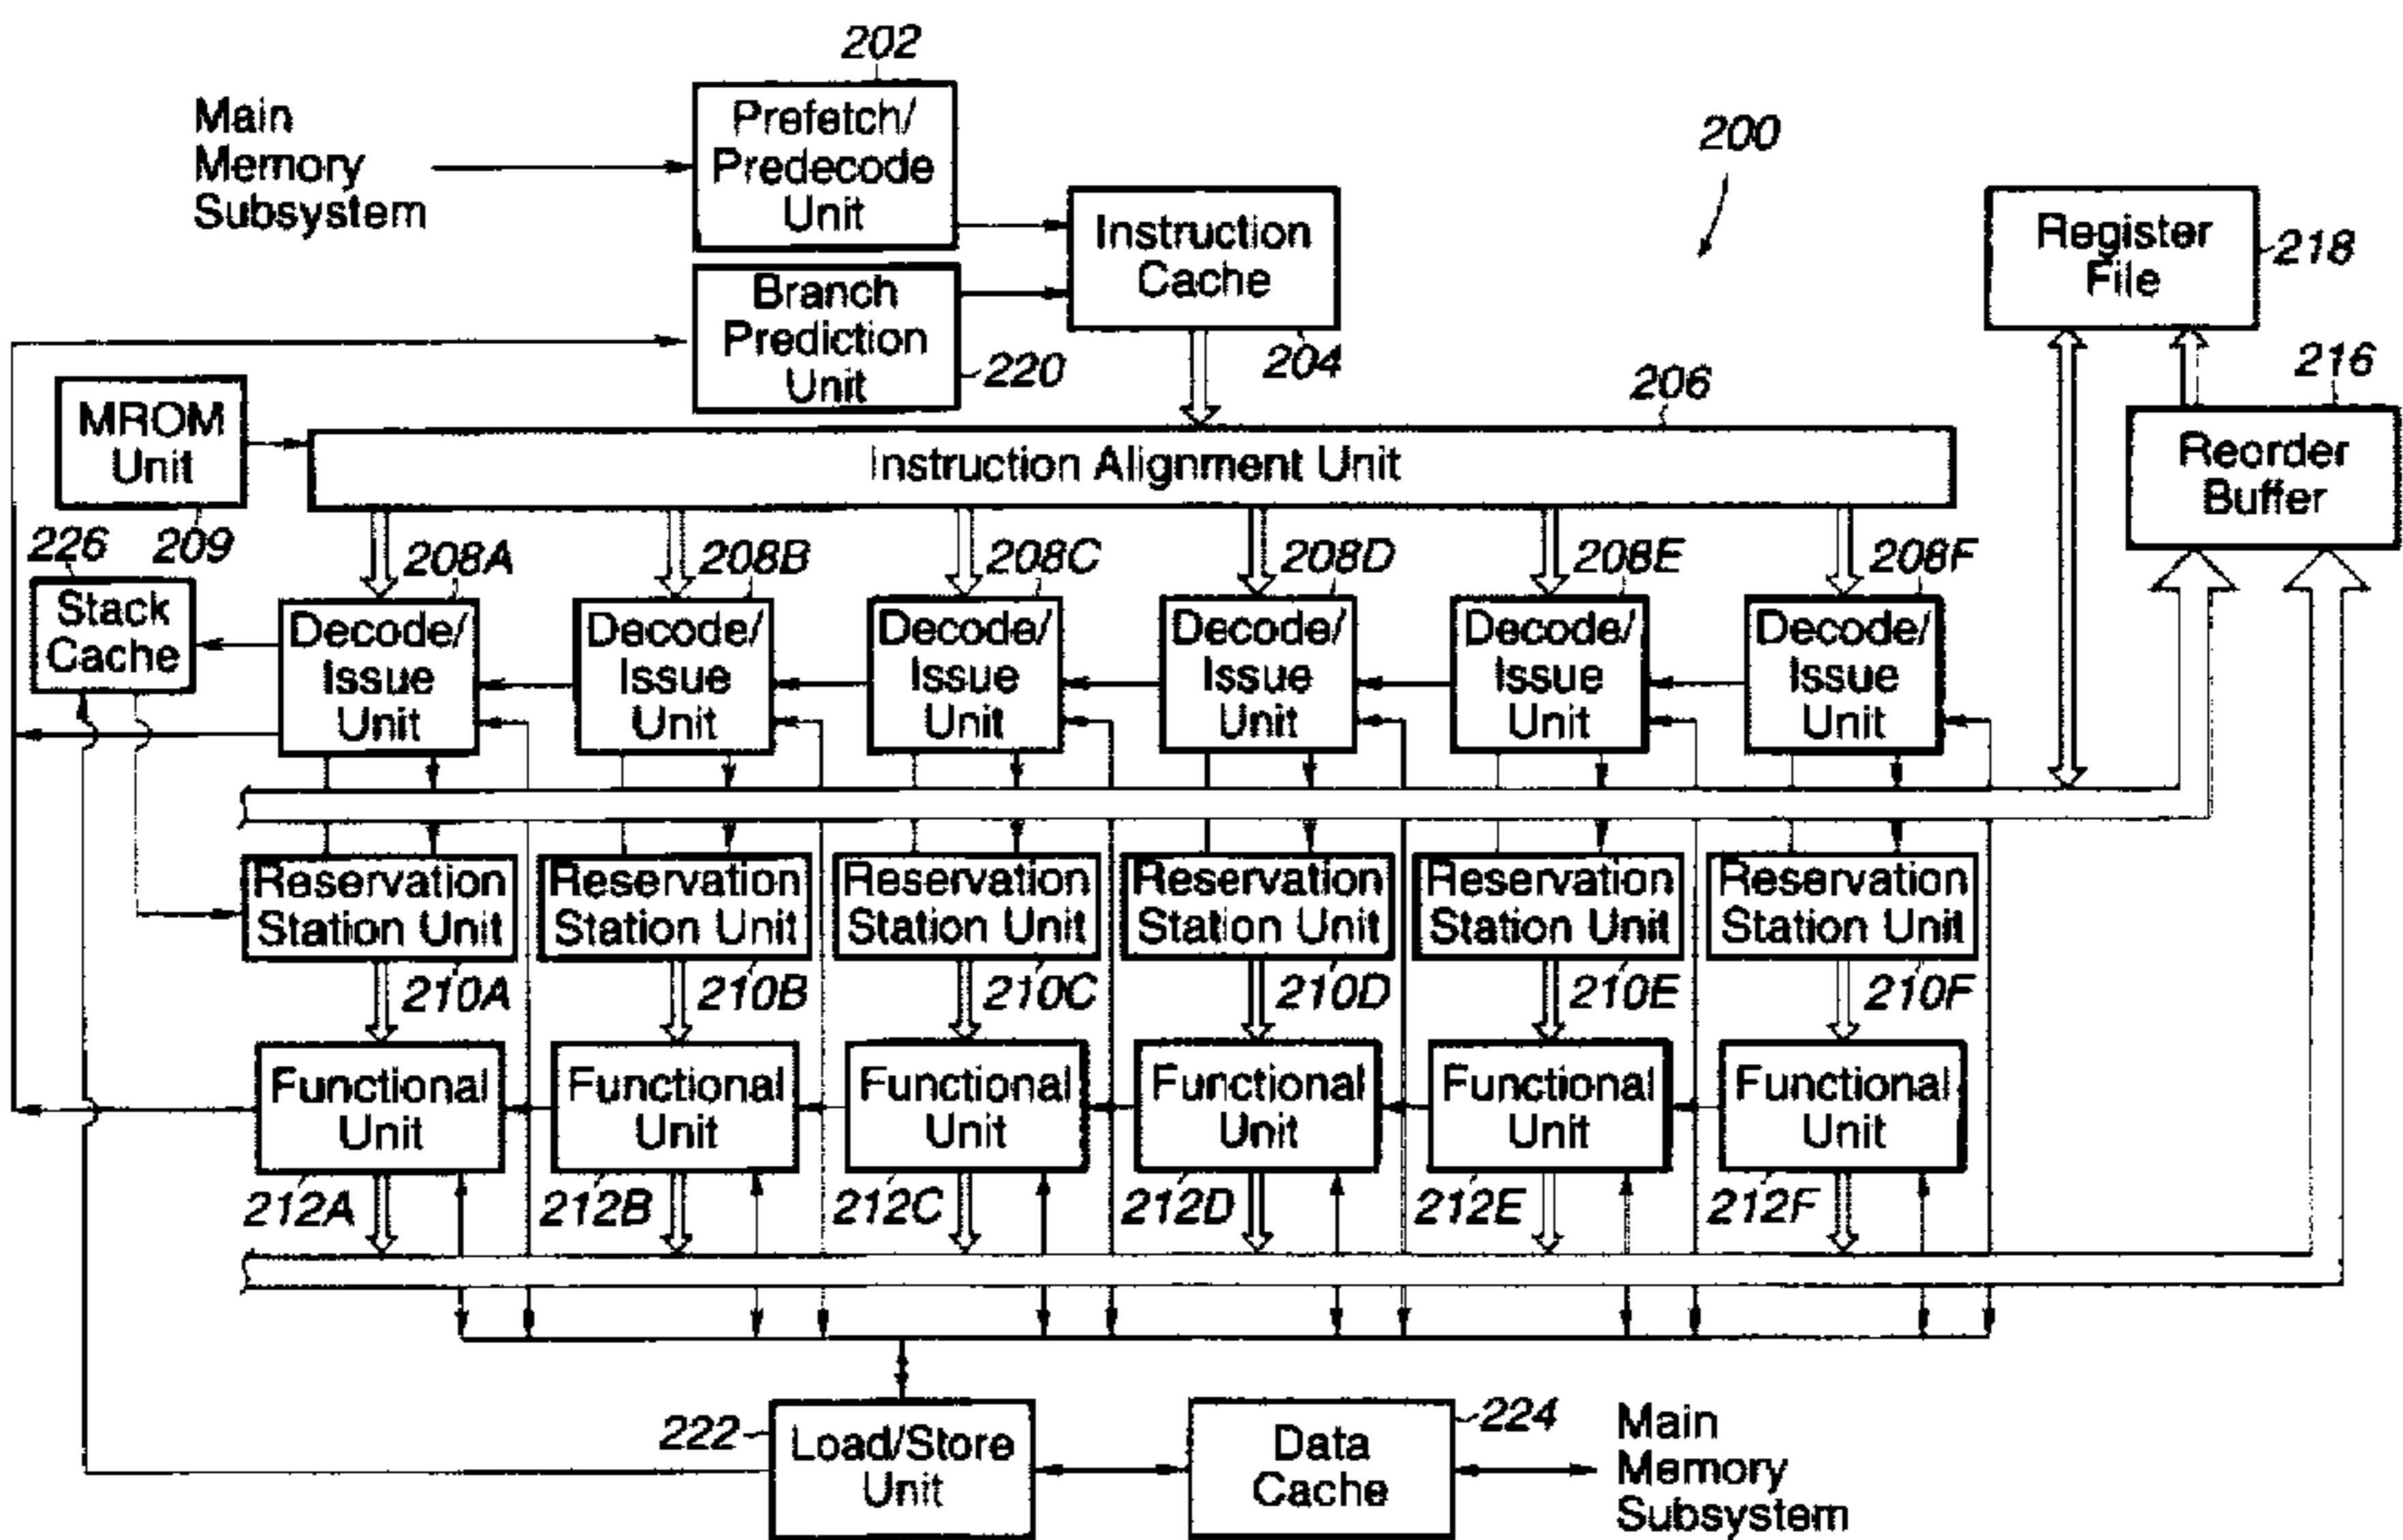 202
Main
Memory
Subsystem
Prefetch/
Predecode
Unit
200
Instruction
Cache
204
Register
File
218
Branch
Prediction
Unit
220
206
216
MROM
Unit
209
Instruction Alignment Unit
Reorder
Buffer
226
Stack
Cache
208A
208B
208C
208D
208E
208F
Decode/
Issue
Unit
Decode/
Issue
Unit
Decode/
Issue
Unit
Decode/
Issue
Unit
Decode/
Issue
Unit
Decode/
Issue
Unit
Reservation
Station Unit
Reservation
Station Unit
Reservation
Station Unit
Reservation
Station Unit
Reservation
Station Unit
Reservation
Station Unit
210A
210B
210C
210D
210E
210F
Functional
Unit
Functional
Unit
Functional
Unit
Functional
Unit
Functional
Unit
Functional
Unit
212A
212B
212C
212D
212E
212F
222
Load/Store
Unit
Data
Cache
224
Main
Memory
Subsystem